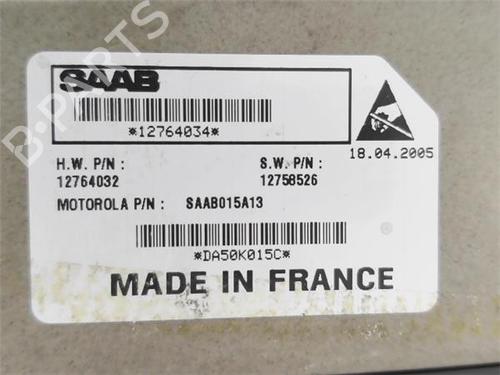 SAAB
*12764034*
18.04.2005
H.W. P/N : S.W. P/N :
12764032 12758526
MOTOROLA P/N : SAAB015A13
*DA50K015C*
MADE IN FRANCE
B-PARTS